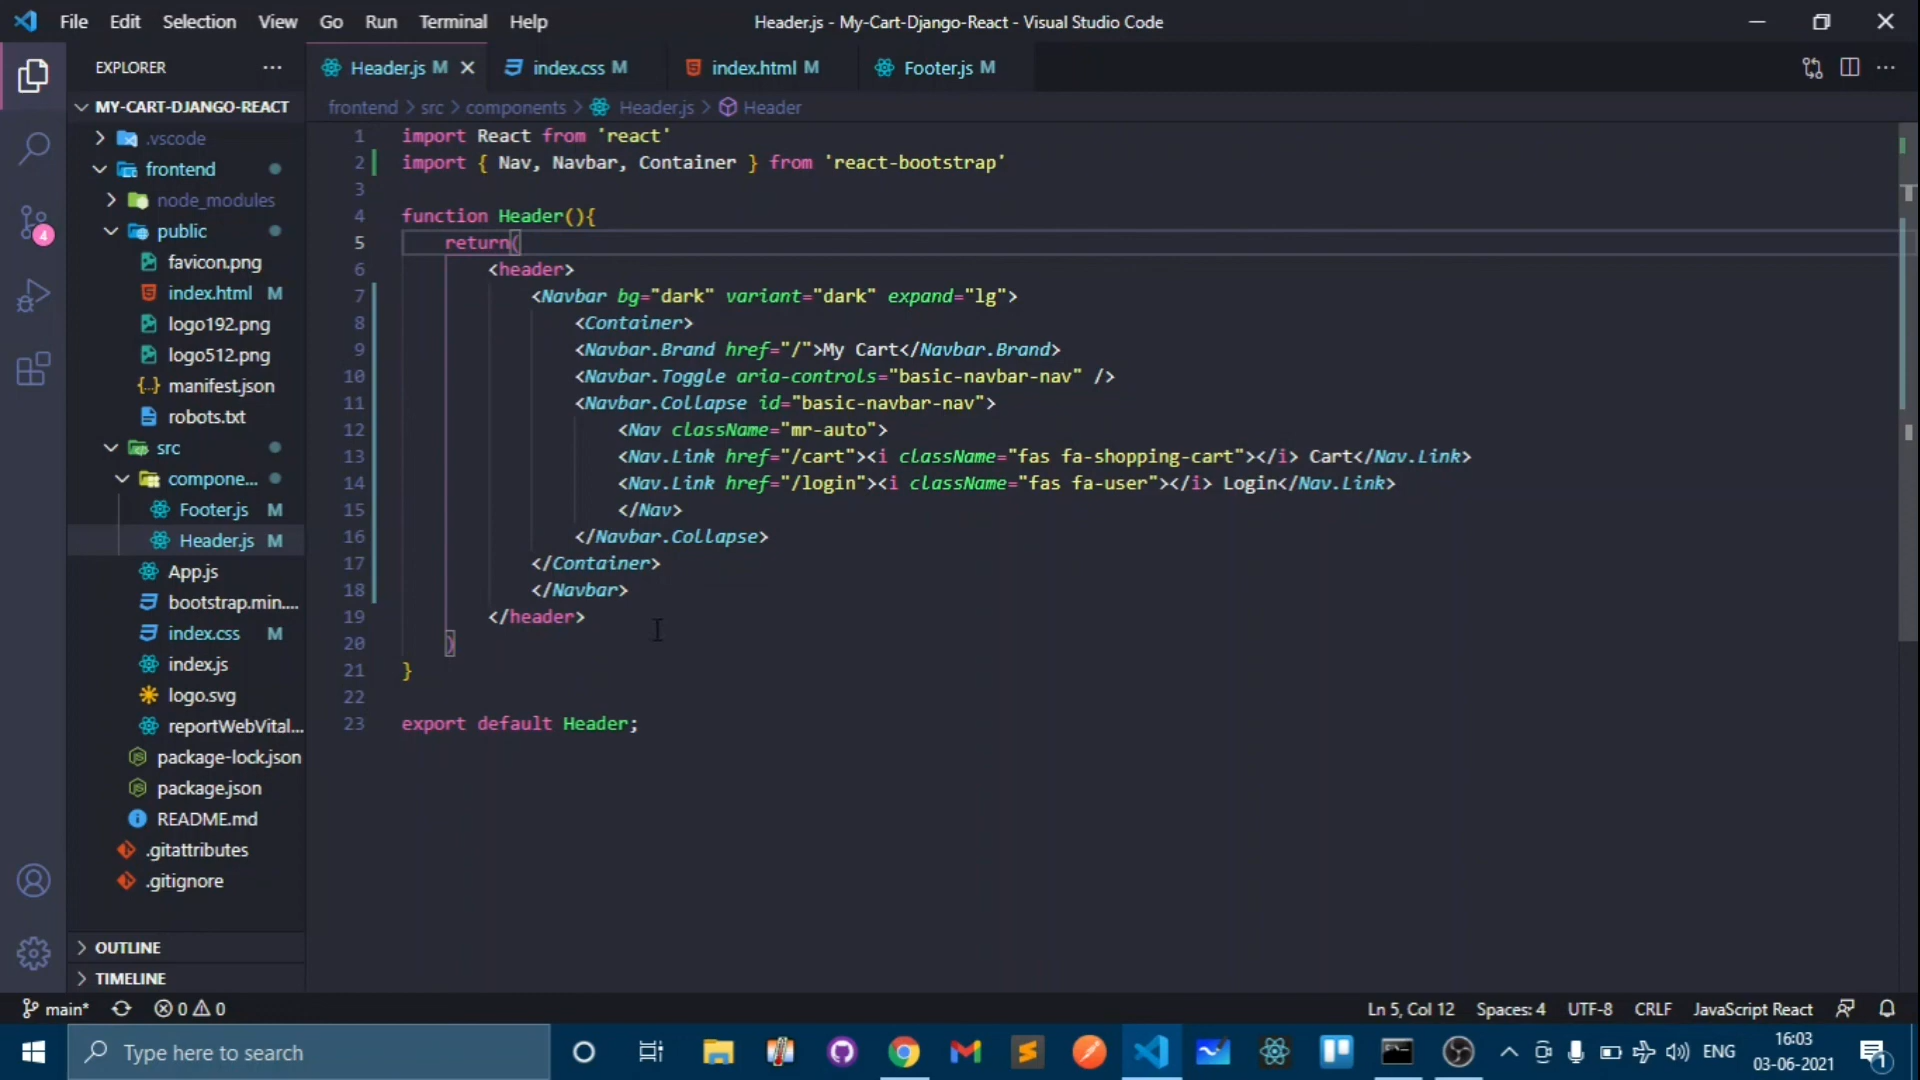 File Edit Selection View Go Run Terminal Help
Header.js - My-Cart-Django-React - Visual Studio Code
EXPLORER
Header.js M
index.css M
index.html M
Footer.js M
MY-CART-DJANGO-REACT
.vscode
frontend
node_modules
public
favicon.png
index.html M
logo192.png
logo512.png
manifest.json
robots.txt
src
compone...
Footer.js M
Header.js M
App.js
bootstrap.min....
index.css M
index.js
logo.svg
reportWebVital...
package-lock.json
package.json
README.md
.gitattributes
.gitignore
OUTLINE
TIMELINE
4
frontend > src > components > Header.js > Header
1 import React from 'react'
2 import { Nav, Navbar, Container } from 'react-bootstrap'
3
4 function Header(){
5 return(
6 <header>
7 <Navbar bg="dark" variant="dark" expand="lg">
8 <Container>
9 <Navbar.Brand href="/">My Cart</Navbar.Brand>
10 <Navbar.Toggle aria-controls="basic-navbar-nav" />
11 <Navbar.Collapse id="basic-navbar-nav">
12 <Nav className="mr-auto">
13 <Nav.Link href="/cart"><i className="fas fa-shopping-cart"></i> Cart</Nav.Link>
14 <Nav.Link href="/login"><i className="fas fa-user"></i> Login</Nav.Link>
15 </Nav>
16 </Navbar.Collapse>
17 </Container>
18 </Navbar>
19 </header>
20 )
21 }
22
23 export default Header;
main* 0 0
Ln 5, Col 12 Spaces: 4 UTF-8 CRLF JavaScript React
Type here to search
ENG
16:03
03-06-2021
1